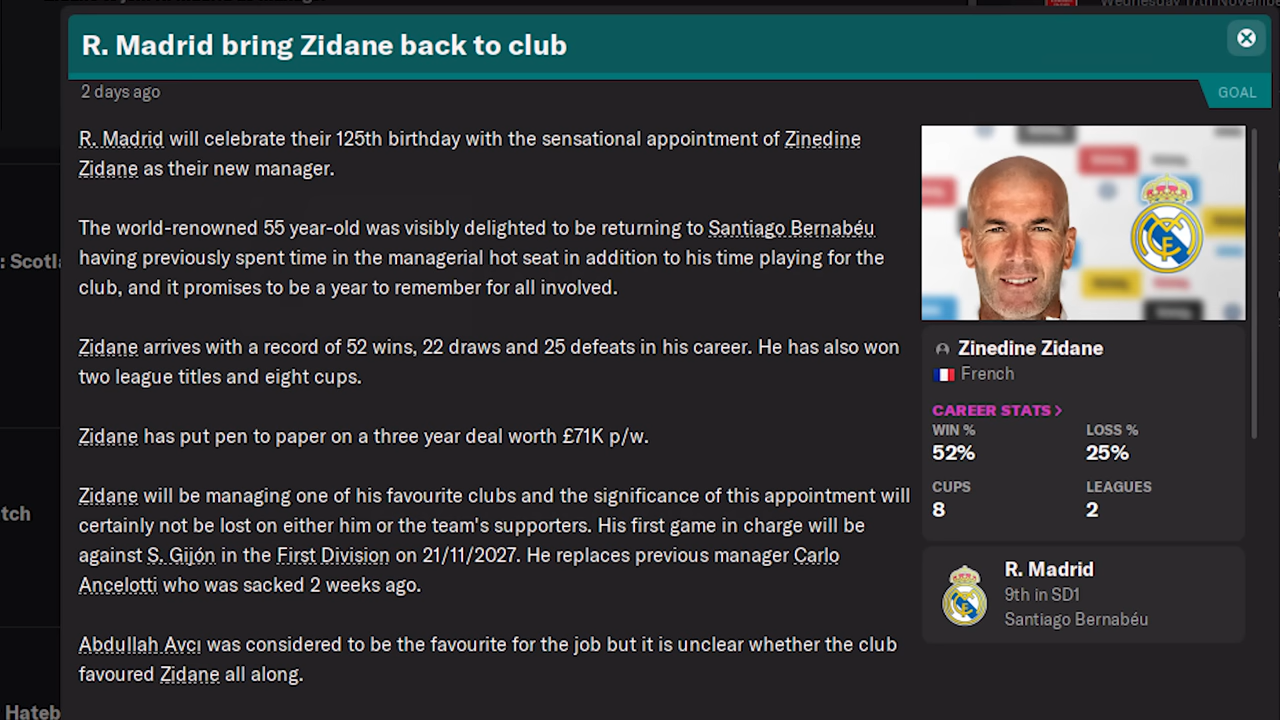 Wednesday 17th Novem
R. Madrid bring Zidane back to club
2 days ago
GOAL
R. Madrid will celebrate their 125th birthday with the sensational appointment of Zinedine
Zidane as their new manager.
The world-renowned 55 year-old was visibly delighted to be returning to Santiago Bernabéu
having previously spent time in the managerial hot seat in addition to his time playing for the
club, and it promises to be a year to remember for all involved.
Zidane arrives with a record of 52 wins, 22 draws and 25 defeats in his career. He has also won
two league titles and eight cups.
Zidane has put pen to paper on a three year deal worth £71K p/w.
Zidane will be managing one of his favourite clubs and the significance of this appointment will
certainly not be lost on either him or the team's supporters. His first game in charge will be
against S. Gijón in the First Division on 21/11/2027. He replaces previous manager Carlo
Ancelotti who was sacked 2 weeks ago.
Abdullah Avcı was considered to be the favourite for the job but it is unclear whether the club
favoured Zidane all along.
Zinedine Zidane
French
CAREER STATS >
WIN %
LOSS %
52%
25%
CUPS
LEAGUES
8
2
R. Madrid
9th in SD1
Santiago Bernabéu
: Scotl
tch
Hateb